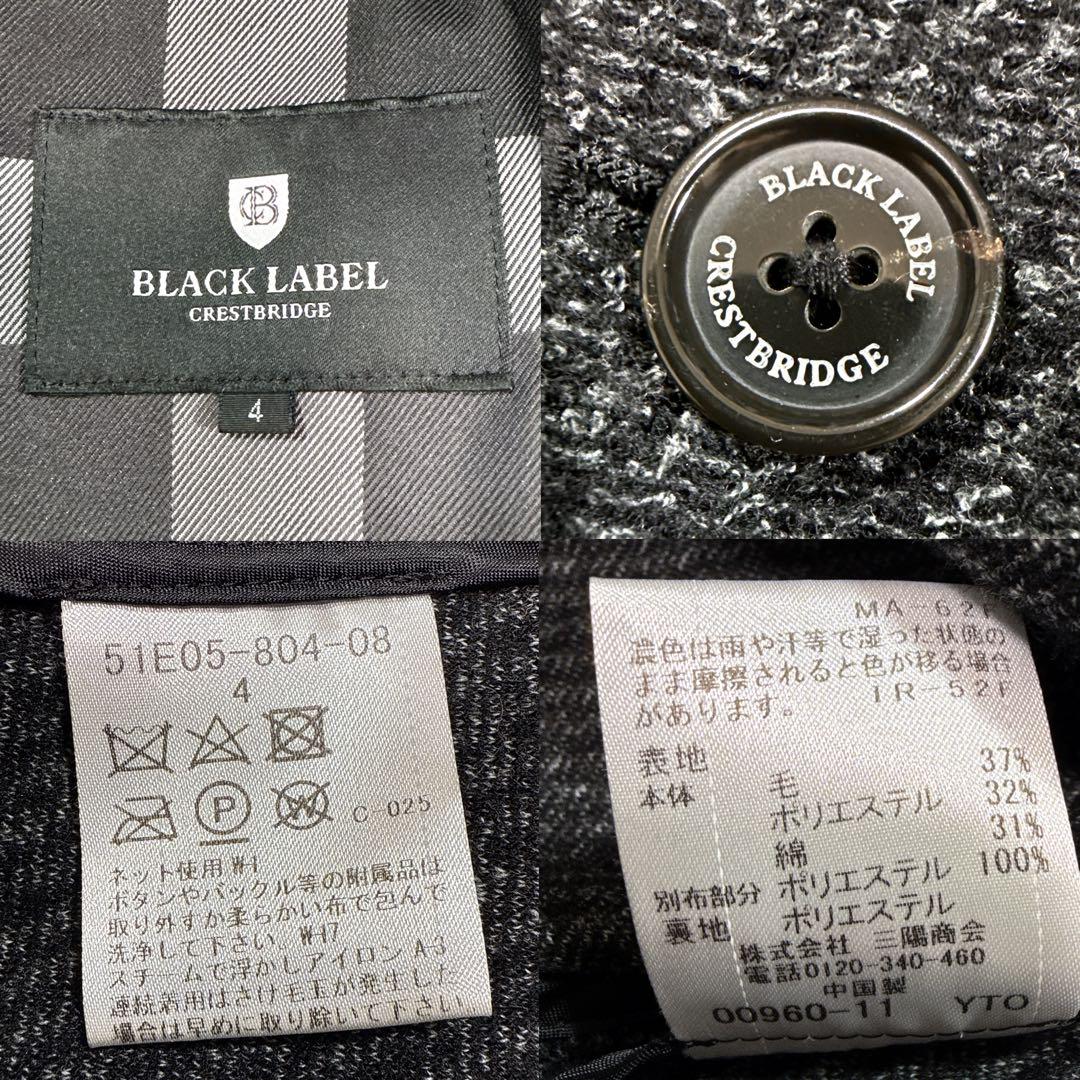 CB
BLACK LABEL
CRESTBRIDGE
4
BLACK LABEL
CRESTBRIDGE
51E05-804-08
4
P
W
C 025
ネット使用 W-1
ボタンやバックル等の附属品は
取り外すか柔らかい布で包んで
洗浄して下さい W-17
スチームで浮かしアイロン A-3
連続着用はさけ毛玉が発生した
場合は早めに取り除いて下さい
MA-62F
濃色は雨や汗等で湿った状態の
まま摩擦されると色が移る場合
があります。 IR-52F
表地
本体 毛 37%
ポリエステル 32%
綿 31%
別布部分 ポリエステル 100%
裏地 ポリエステル
株式会社 三陽商会
電話0120-340-460
中国製
00960-11 YTO